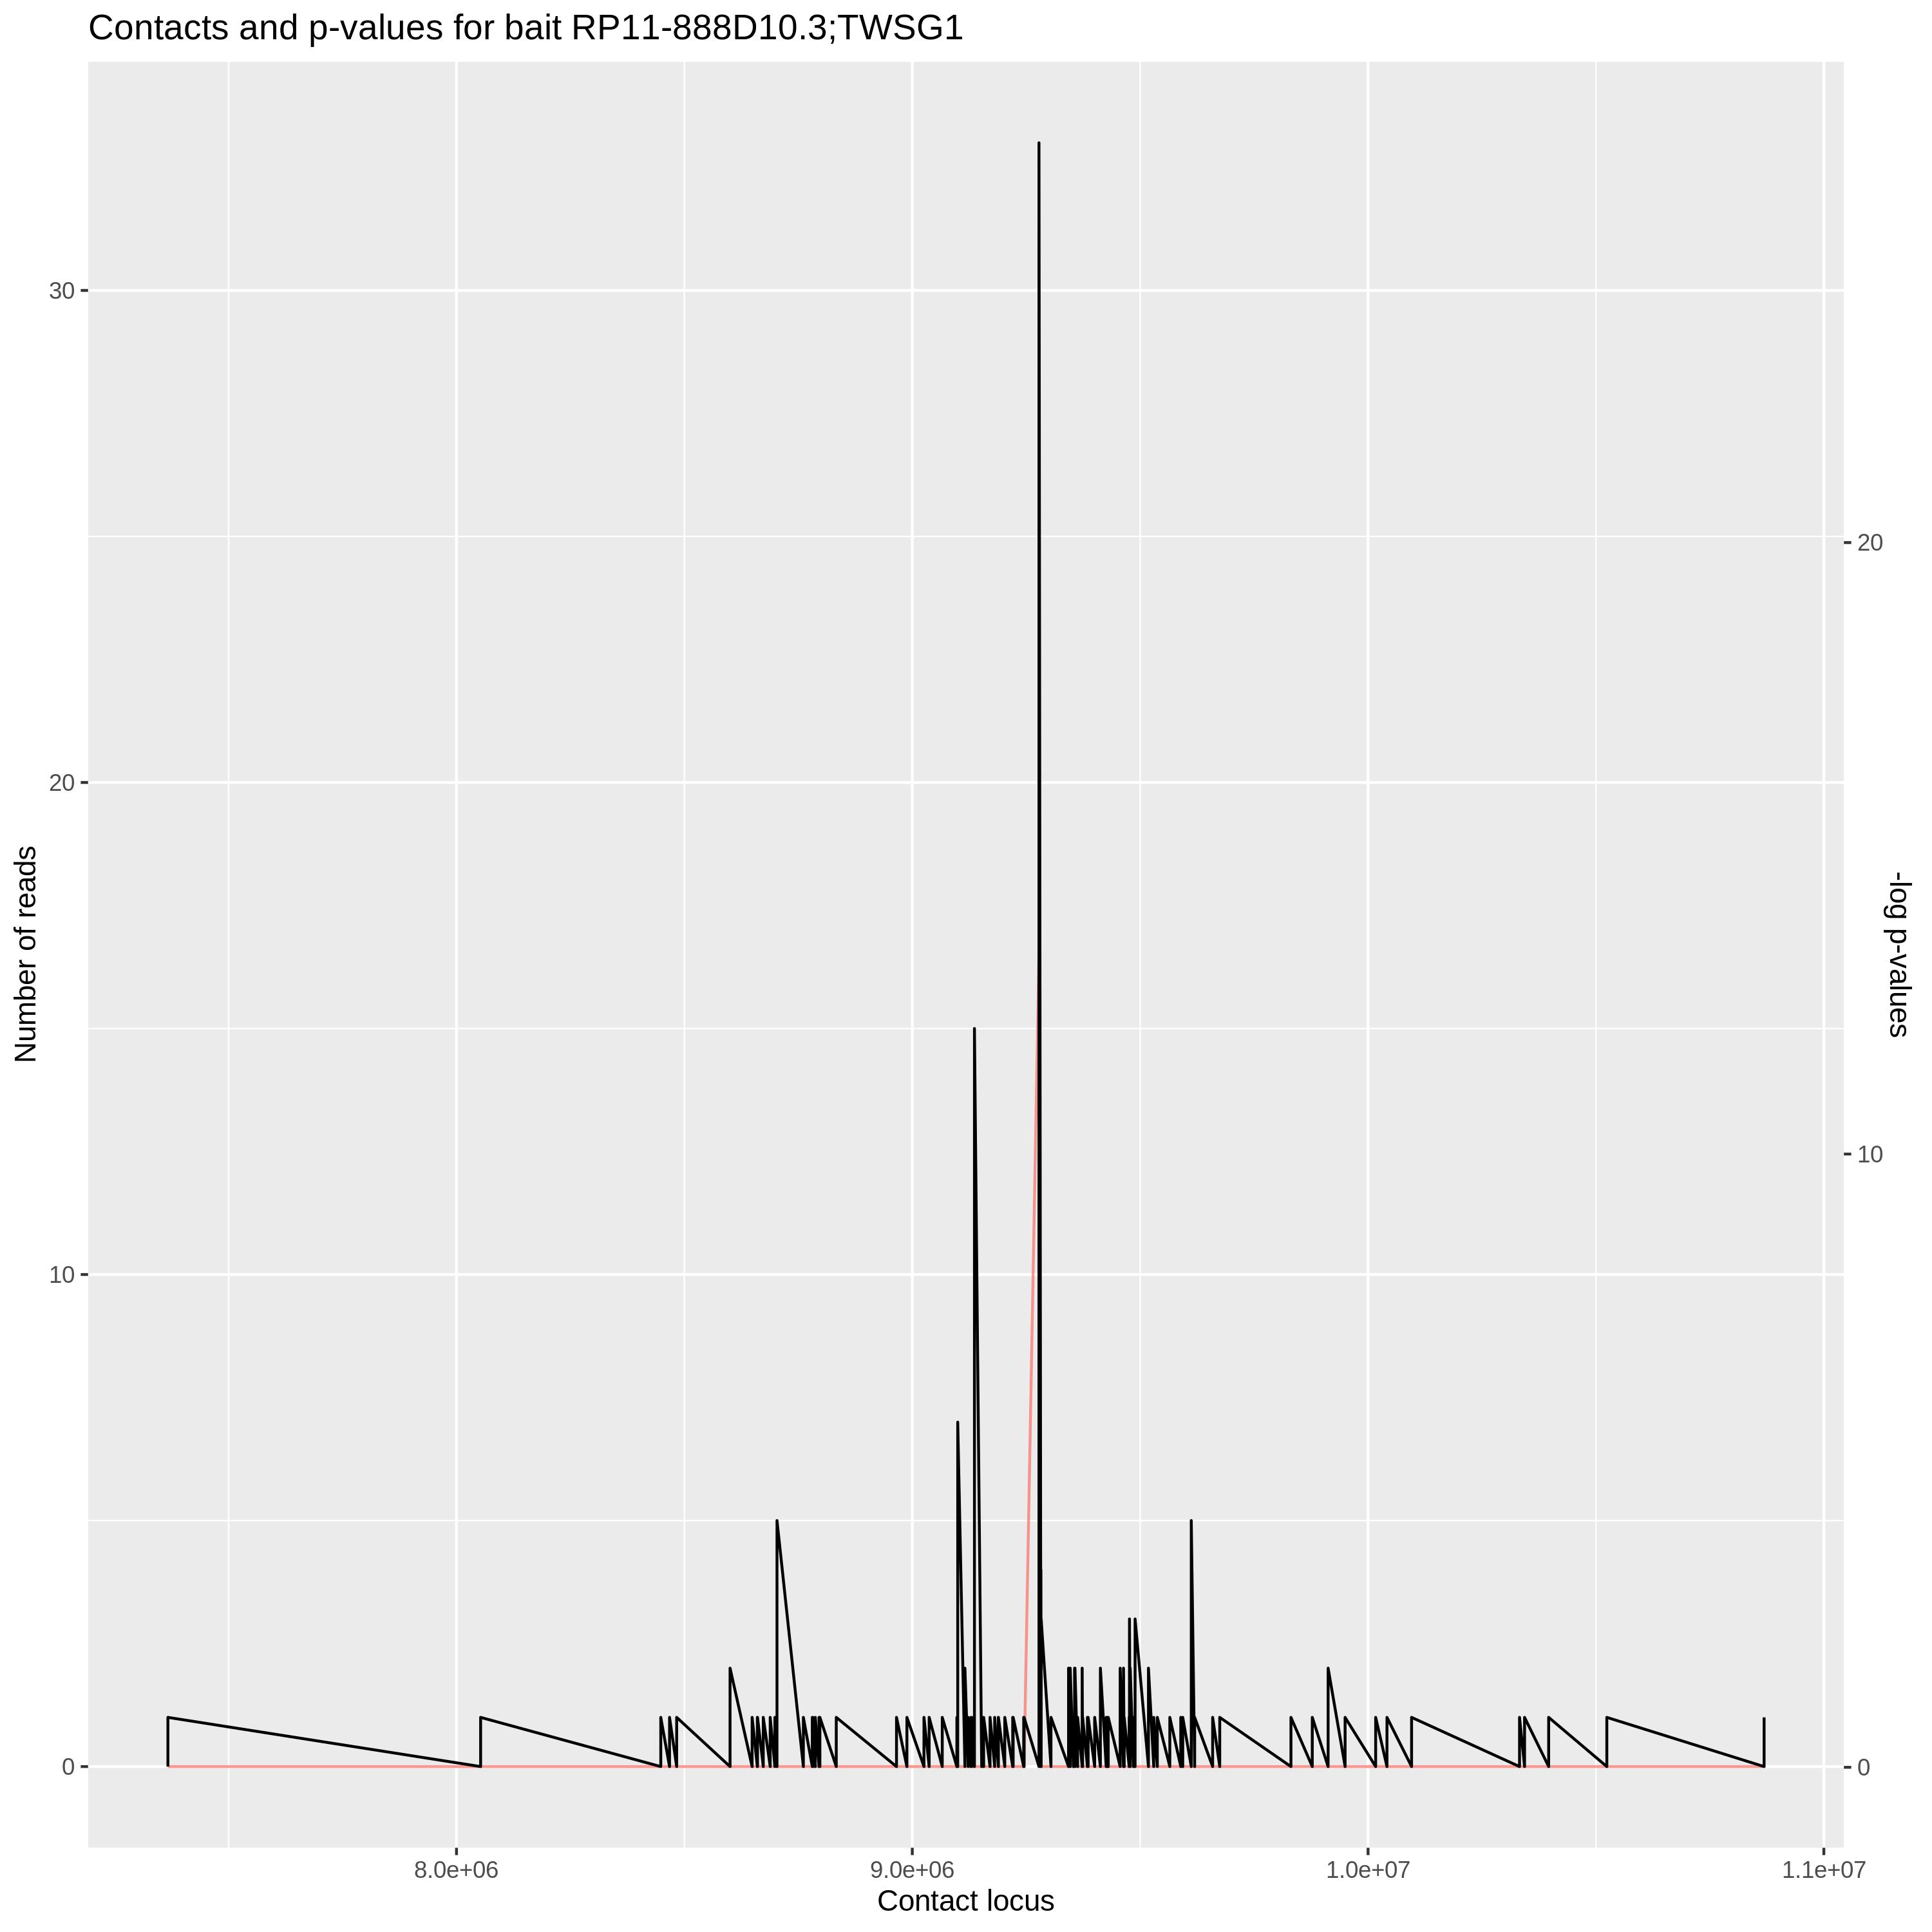 Contacts and p-values for bait RP11-888D10.3;TWSG1
30
20
10
0
Number of reads
20
10
0
-log p-values
8.0e+06
9.0e+06
1.0e+07
1.1e+07
Contact locus